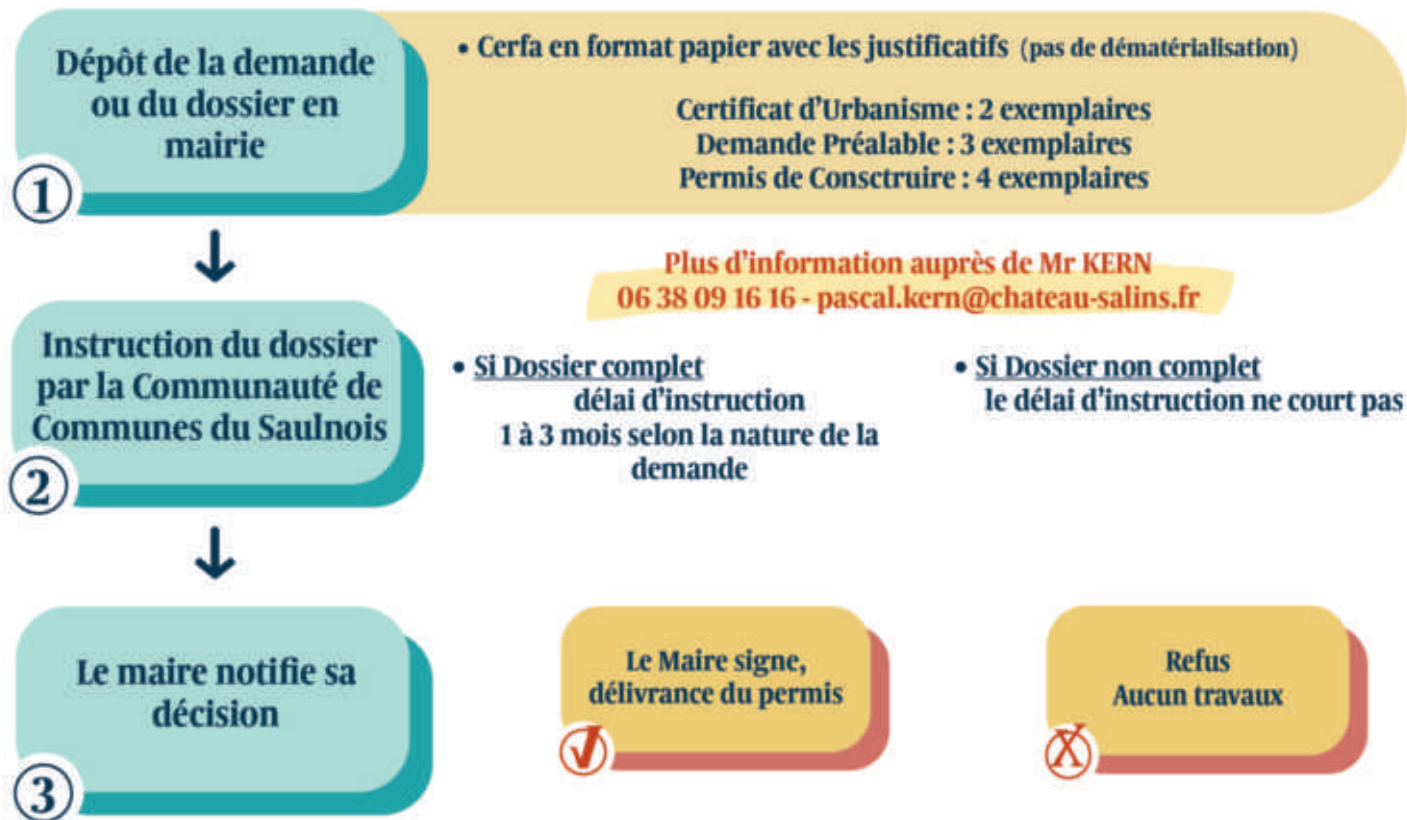 Dépôt de la demande
ou du dossier en
mairie
1
• Cerfa en format papier avec les justificatifs (pas de dématérialisation)
Certificat d'Urbanisme : 2 exemplaires
Demande Préalable : 3 exemplaires
Permis de Consctruire : 4 exemplaires
Plus d'information auprès de Mr KERN
06 38 09 16 16 - pascal.kern@chateau-salins.fr
Instruction du dossier
par la Communauté de
Communes du Saulnois
2
• Si Dossier complet
délai d'instruction
1 à 3 mois selon la nature de la
demande
• Si Dossier non complet
le délai d'instruction ne court pas
Le maire notifie sa
décision
3
Le Maire signe,
délivrance du permis
Refus
Aucun travaux